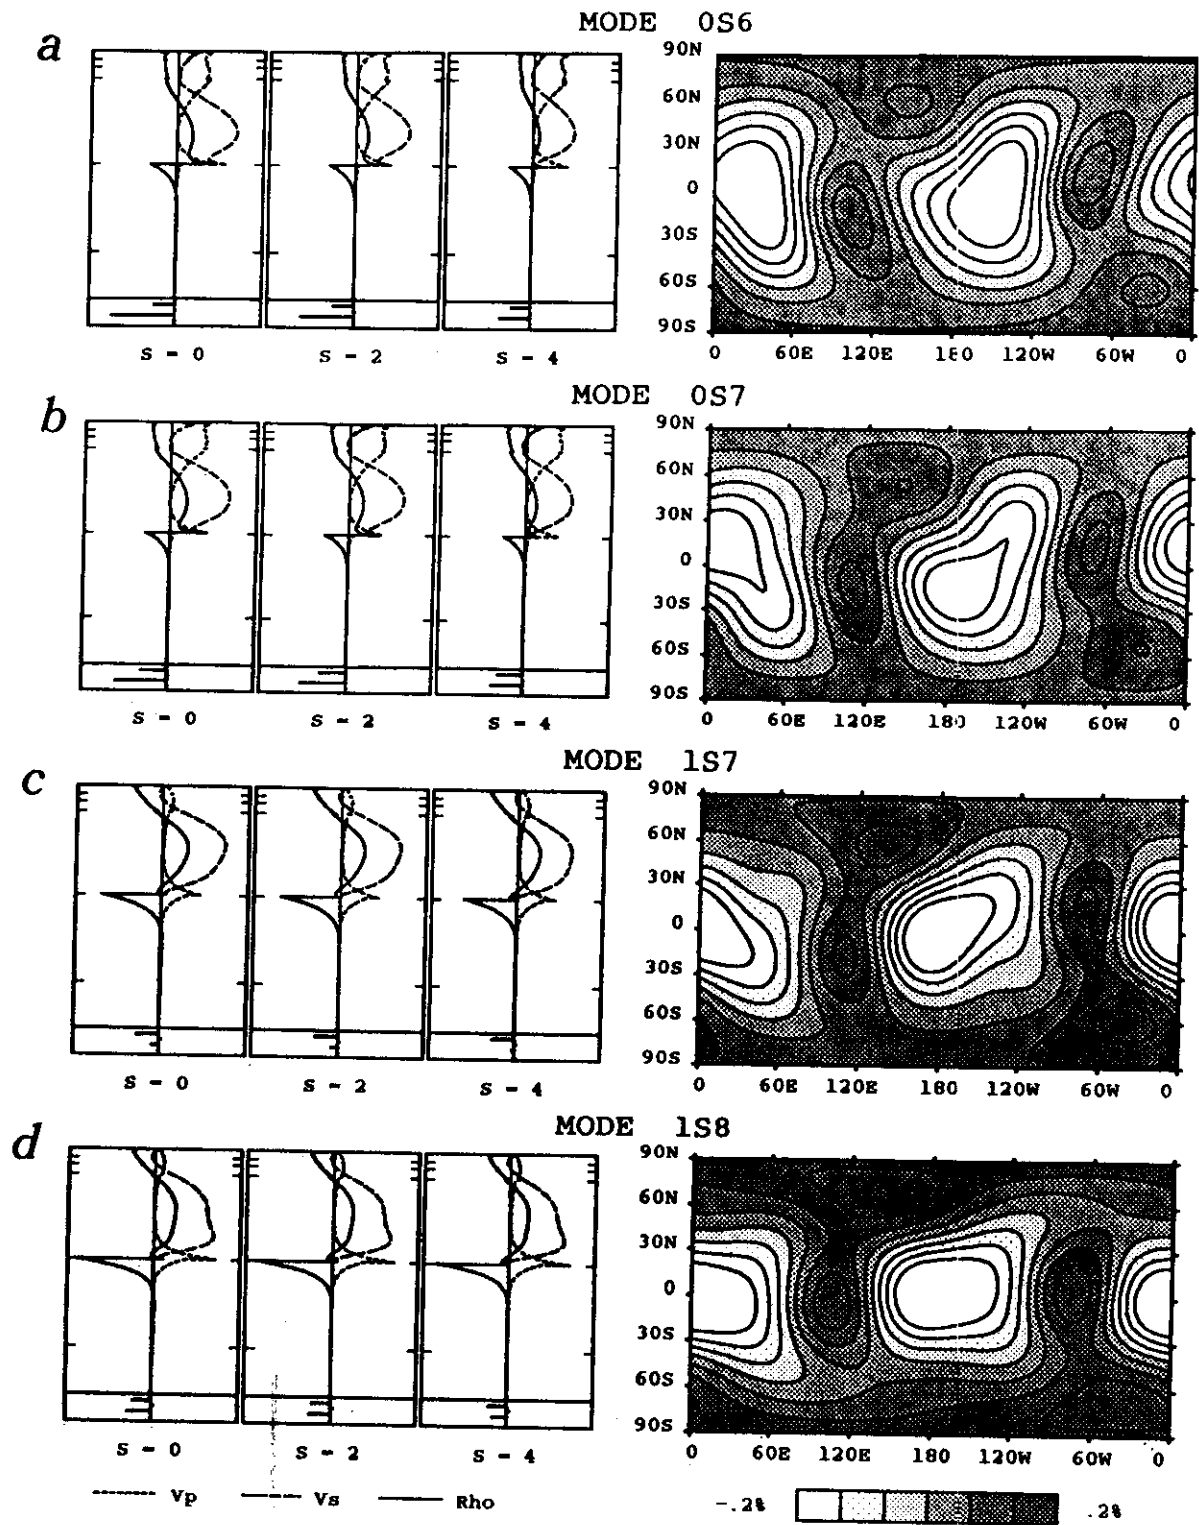 MODE 0S6
a
90N
60N
30N
0
30S
60S
90S
0 60E 120E 180 120W 60W 0
S = 0
S = 2
S = 4
MODE 0S7
b
90N
60N
30N
0
30S
60S
90S
0 60E 120E 180 120W 60W 0
S = 0
S = 2
S = 4
MODE 1S7
c
90N
60N
30N
0
30S
60S
90S
0 60E 120E 180 120W 60W 0
S = 0
S = 2
S = 4
MODE 1S8
d
90N
60N
30N
0
30S
60S
90S
0 60E 120E 180 120W 60W 0
S = 0
S = 2
S = 4
Vp Vs Rho
-.2% .2%